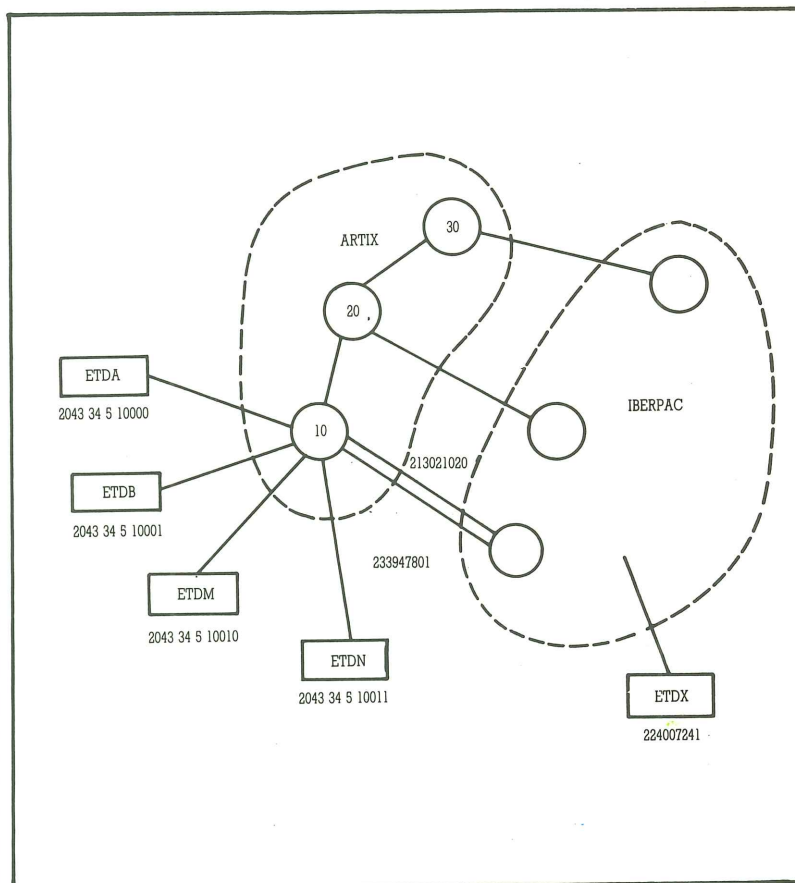 30
ARTIX
20
ETDA
IBERPAC
2043 34 5 10000
10
213021020
ETDB
2043 34 5 10001
233947801
ETDM
2043 34 5 10010
ETDN
2043 34 5 10011
ETDX
224007241